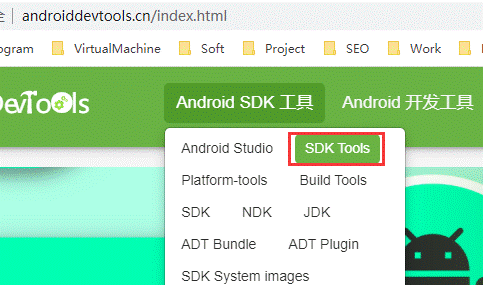 androiddevtools.cn/index.html
ogram VirtualMachine Soft Project SEO Work
DevTools Android SDK 工具 Android 开发工具
Android Studio SDK Tools
Platform-tools Build Tools
SDK NDK JDK
ADT Bundle ADT Plugin
SDK System images